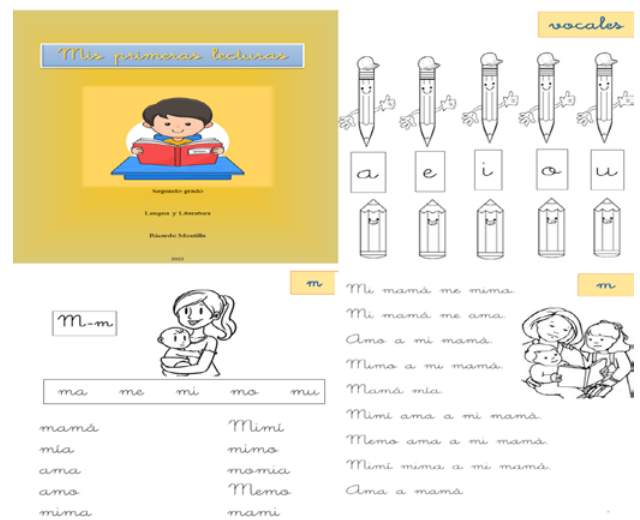 Mis primeras lecturas
Segundo grado
Lengua y Literatura
Ricardo Montilla
2022
vocales
a e i o u
m
M-m
ma me mi mo mu
mamá Mimí
mía mimo
ama momia
amo Memo
mima mami
m
Mi mamá me mima.
Mi mamá me ama.
Amo a mi mamá.
Mimo a mi mamá.
Mamá mía.
Mimí ama a mi mamá.
Memo ama a mi mamá.
Mimí mima a mi mamá.
Ama a mamá